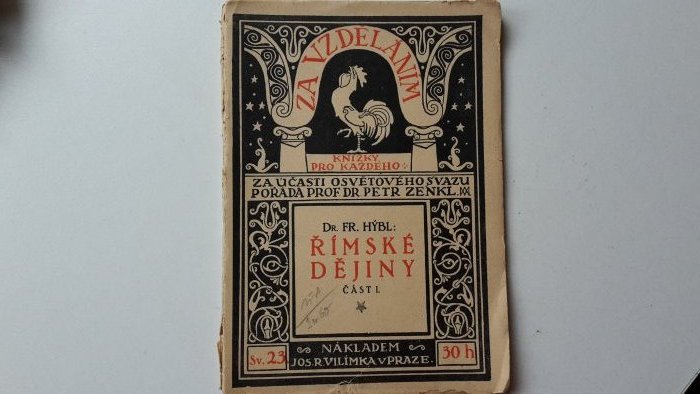 ZA VZDĚLÁNÍM
KNÍŽKY
PRO KAŽDÉHO:
ZA ÚČASTI OSVĚTOVÉHO SVAZU
POŘÁDÁ PROF. DR. PETR ZENKL.
DR. FR. HÝBL:
ŘÍMSKÉ
DĚJINY
ČÁST I.
Sv. 23
NÁKLADEM
JOS. R. VILÍMKA V PRAZE.
30 h